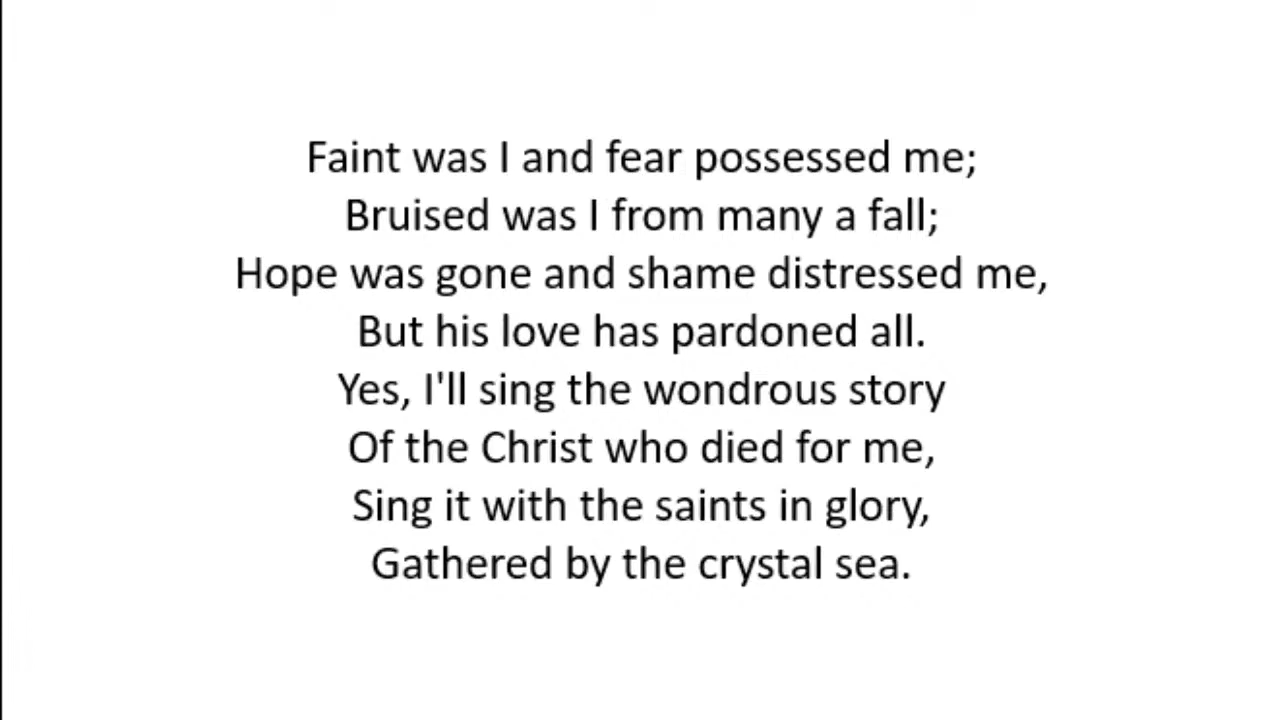 Faint was I and fear possessed me;
Bruised was I from many a fall;
Hope was gone and shame distressed me,
But his love has pardoned all.
Yes, I'll sing the wondrous story
Of the Christ who died for me,
Sing it with the saints in glory,
Gathered by the crystal sea.